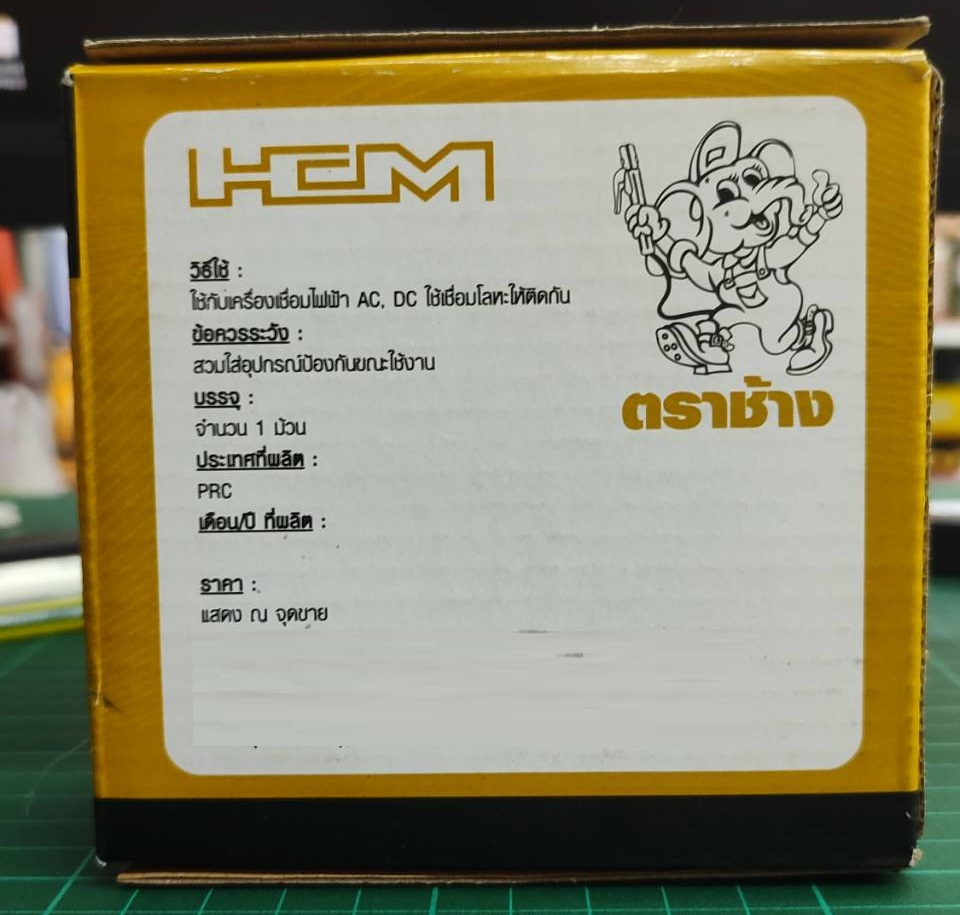 HCM
วิธีใช้ :
ใช้กับเครื่องเชื่อมไฟฟ้า AC, DC ใช้เชื่อมโลหะให้ติดกัน
ข้อควรระวัง :
สวมใส่อุปกรณ์ป้องกันขณะใช้งาน
บรรจุ :
จำนวน 1 ม้วน
ประเทศที่ผลิต :
PRC
เดือน/ปี ที่ผลิต :
ราคา :
แสดง ณ จุดขาย
ตราช้าง